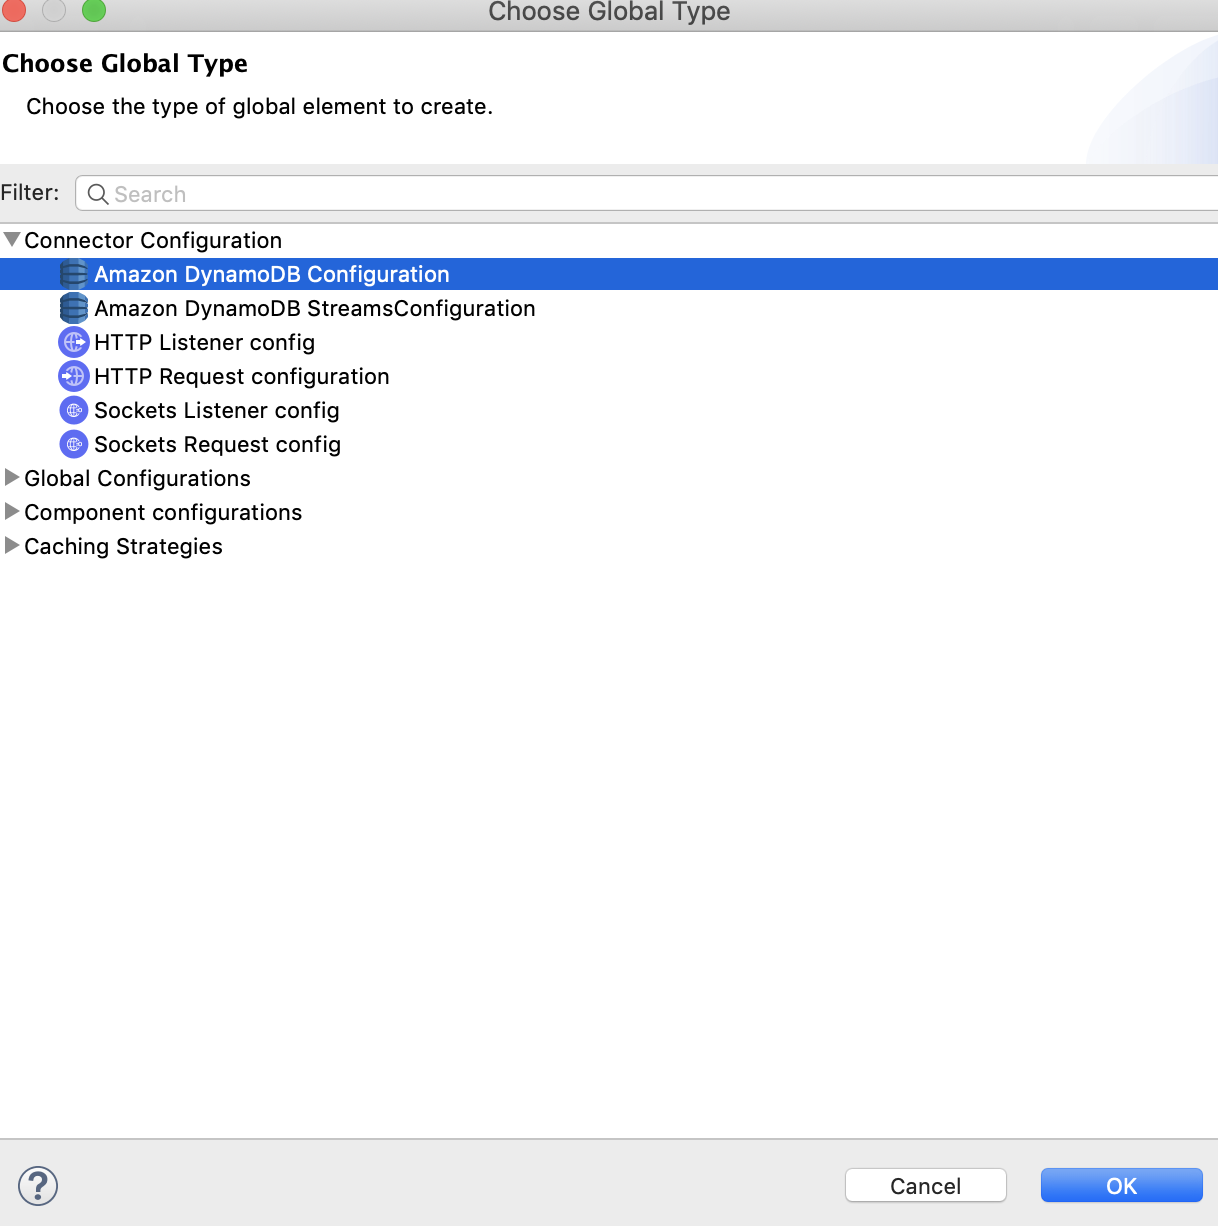 Choose Global Type
Choose Global Type
Choose the type of global element to create.
Filter: Search
Connector Configuration
Amazon DynamoDB Configuration
Amazon DynamoDB StreamsConfiguration
HTTP Listener config
HTTP Request configuration
Sockets Listener config
Sockets Request config
Global Configurations
Component configurations
Caching Strategies
? Cancel OK